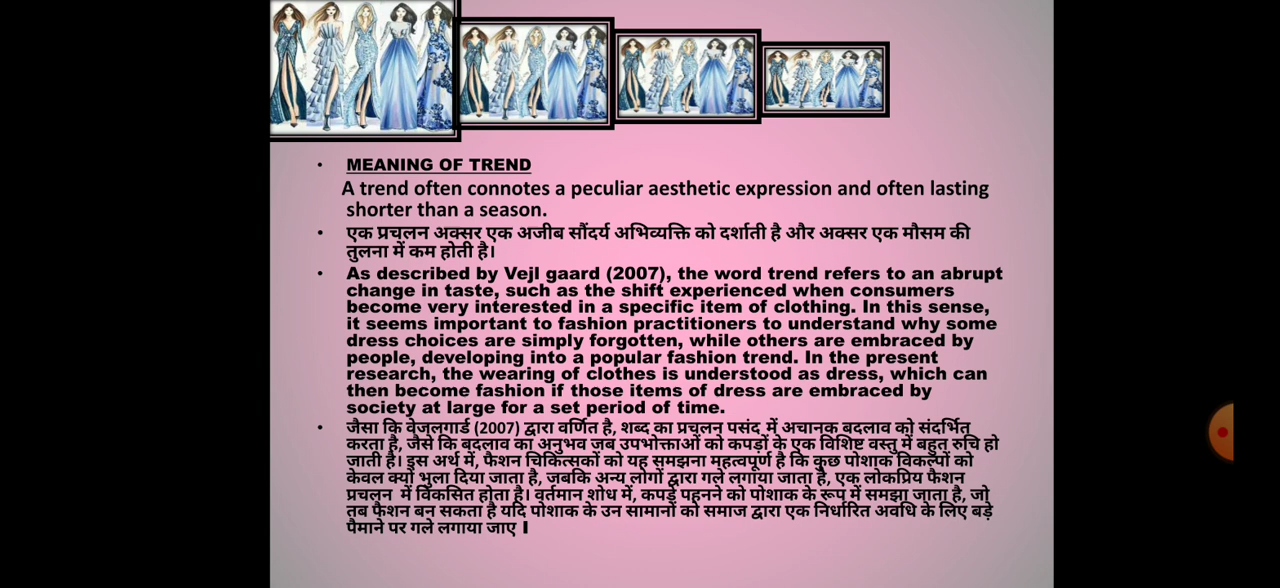 • MEANING OF TREND
A trend often connotes a peculiar aesthetic expression and often lasting
shorter than a season.
• एक प्रचलन अक्सर एक अजीब सौंदर्य अभिव्यक्ति को दर्शाती है और अक्सर एक मौसम की
तुलना में कम होती है।
• As described by Vejl gaard (2007), the word trend refers to an abrupt
change in taste, such as the shift experienced when consumers
become very interested in a specific item of clothing. In this sense,
it seems important to fashion practitioners to understand why some
dress choices are simply forgotten, while others are embraced by
people, developing into a popular fashion trend. In the present
research, the wearing of clothes is understood as dress, which can
then become fashion if those items of dress are embraced by
society at large for a set period of time.
• जैसा कि वेजलगार्ड (2007) द्वारा वर्णित है, शब्द का प्रचलन पसंद में अचानक बदलाव को संदर्भित
करता है, जैसे कि बदलाव का अनुभव जब उपभोक्ताओं को कपड़ों के एक विशिष्ट वस्तु में बहुत रुचि हो
जाती है। इस अर्थ में, फैशन चिकित्सकों को यह समझना महत्वपूर्ण है कि कुछ पोशाक विकल्पों को
केवल क्यों भुला दिया जाता है, जबकि अन्य लोगों द्वारा गले लगाया जाता है, एक लोकप्रिय फैशन
प्रचलन में विकसित होता है। वर्तमान शोध में, कपड़े पहनने को पोशाक के रूप में समझा जाता है, जो
तब फैशन बन सकता है यदि पोशाक के उन सामानों को समाज द्वारा एक निर्धारित अवधि के लिए बड़े
पैमाने पर गले लगाया जाए I